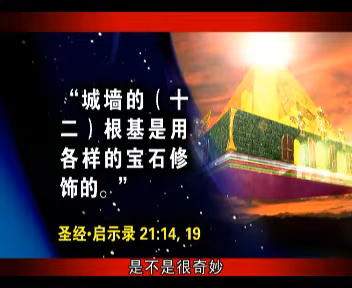 “城墙的（十
二）根基是用
各样的宝石修
饰的。”
圣经·启示录 21:14, 19
是不是很奇妙